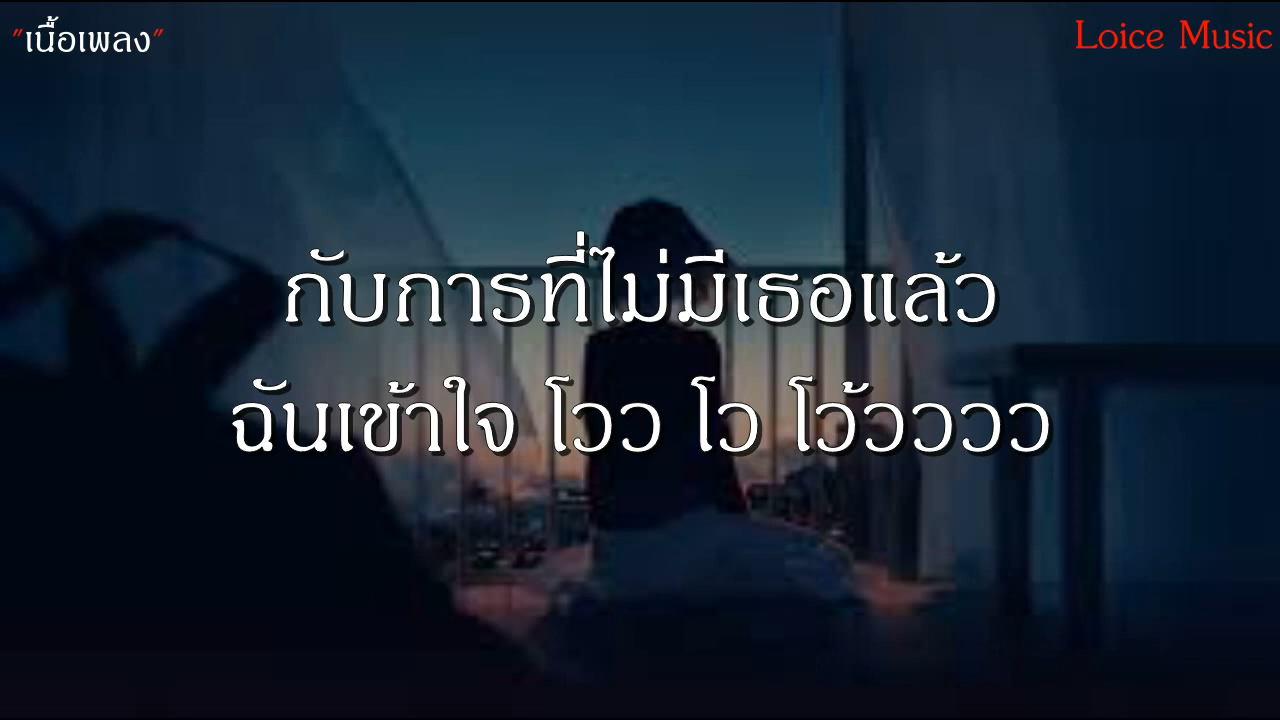 "เนื้อเพลง"
Loice Music
กับการที่ไม่มีเธอแล้ว
ฉันเข้าใจ โวว โว โว้วววว